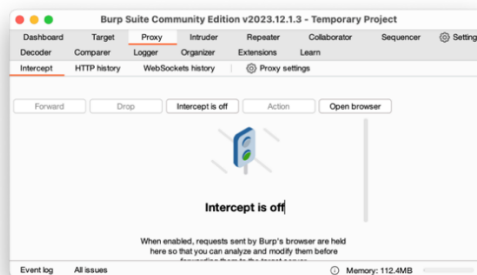 Burp Suite Community Edition v2023.12.1.3 - Temporary Project
Dashboard Target Proxy Intruder Repeater Collaborator Sequencer Setting
Decoder Comparer Logger Organizer Extensions Learn
Intercept HTTP history WebSockets history Proxy settings
Forward Drop Intercept is off Action Open browser
Intercept is off
When enabled, requests sent by Burp's browser are held
here so that you can analyze and modify them before
Event log All issues Memory: 112.4MB